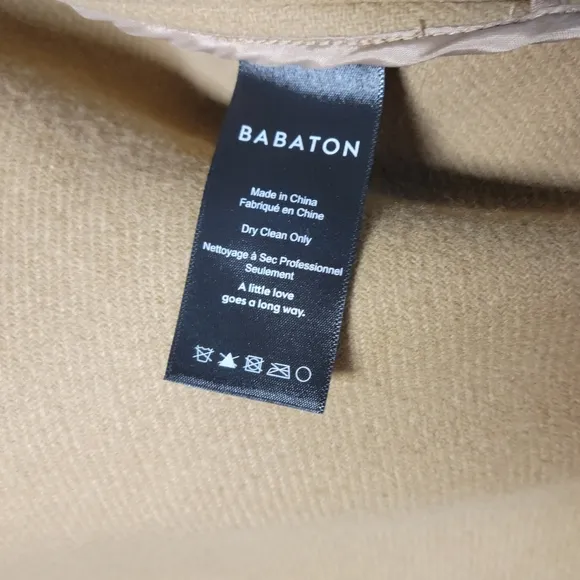 BABATON
Made in China
Fabriqué en Chine
Dry Clean Only
Nettoyage à Sec Professionnel
Seulement
A little love
goes a long way.